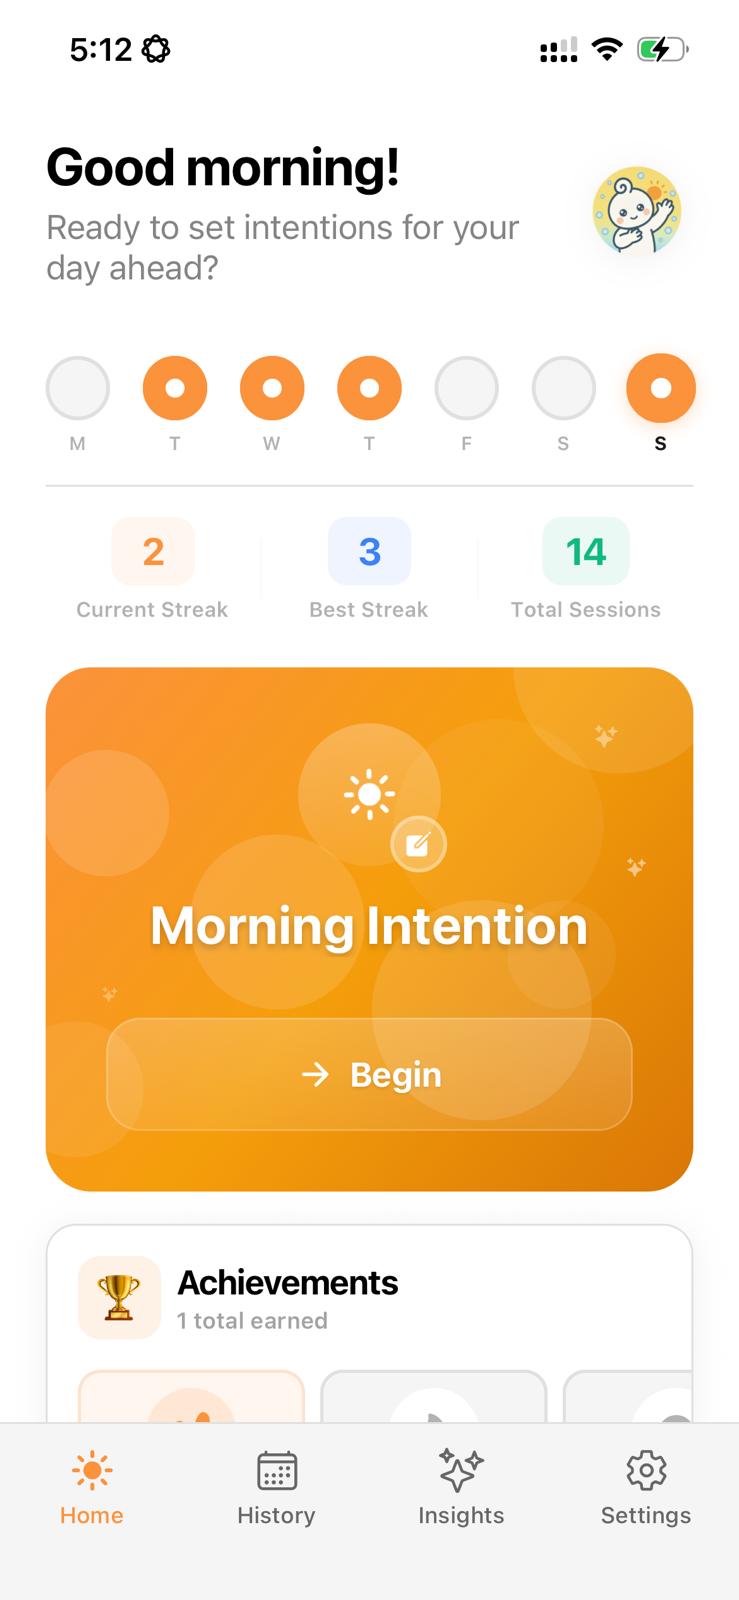 5:12
Good morning!
Ready to set intentions for your
day ahead?
M T W T F S S
2 3 14
Current Streak Best Streak Total Sessions
Morning Intention
Begin
Achievements
1 total earned
Home History Insights Settings